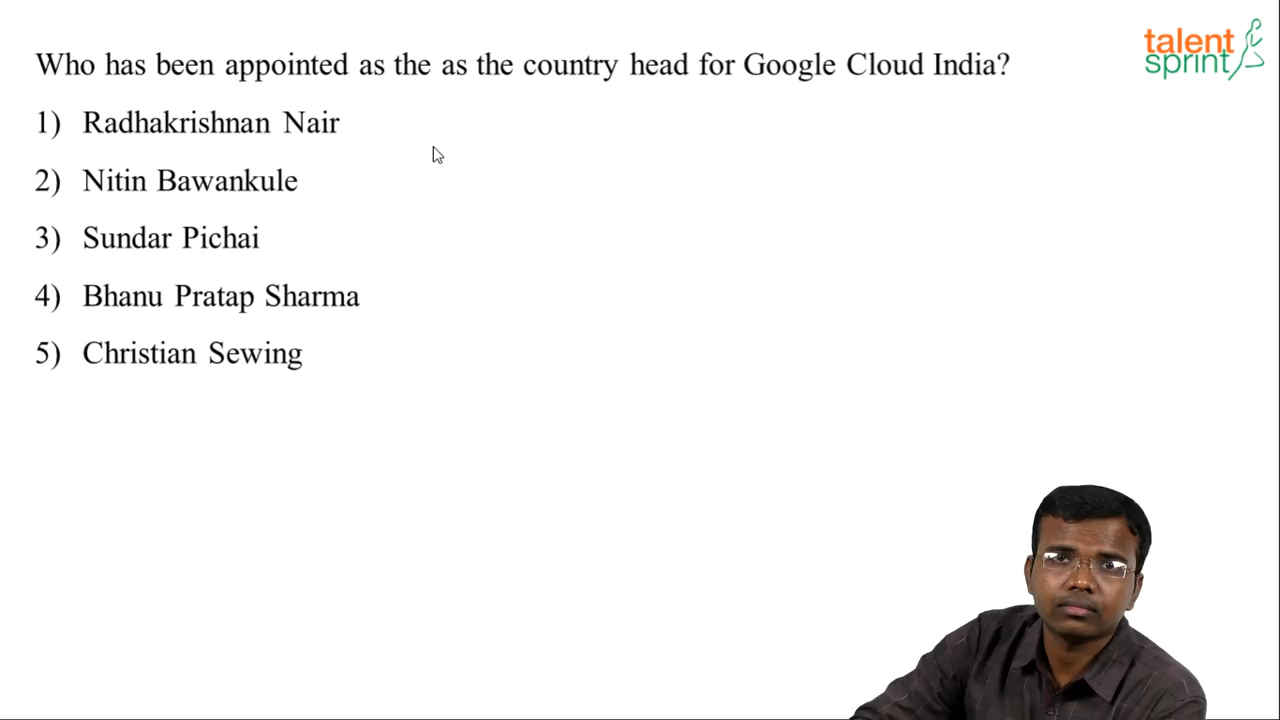 talent
sprint
Who has been appointed as the as the country head for Google Cloud India?
1) Radhakrishnan Nair
2) Nitin Bawankule
3) Sundar Pichai
4) Bhanu Pratap Sharma
5) Christian Sewing